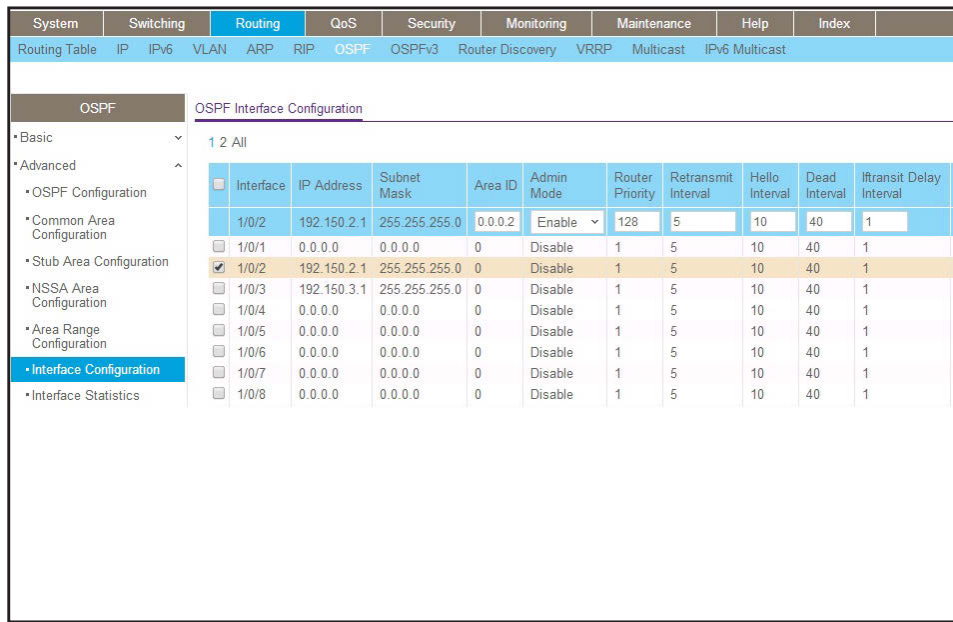 System Switching Routing QoS Security Monitoring Maintenance Help Index
Routing Table IP IPv6 VLAN ARP RIP OSPF OSPFv3 Router Discovery VRRP Multicast IPv6 Multicast
OSPF
Basic
Advanced
OSPF Configuration
Common Area
Configuration
Stub Area Configuration
NSSA Area
Configuration
Area Range
Configuration
Interface Configuration
Interface Statistics
OSPF Interface Configuration
1 2 All
Interface IP Address Subnet Mask Area ID Admin Mode Router Priority Retransmit Interval Hello Interval Dead Interval Iftransit Delay Interval
1/0/2 192.150.2.1 255.255.255.0 0.0.0.2 Enable 128 5 10 40 1
1/0/1 0.0.0.0 0.0.0.0 0 Disable 1 5 10 40 1
1/0/2 192.150.2.1 255.255.255.0 0 Disable 1 5 10 40 1
1/0/3 192.150.3.1 255.255.255.0 0 Disable 1 5 10 40 1
1/0/4 0.0.0.0 0.0.0.0 0 Disable 1 5 10 40 1
1/0/5 0.0.0.0 0.0.0.0 0 Disable 1 5 10 40 1
1/0/6 0.0.0.0 0.0.0.0 0 Disable 1 5 10 40 1
1/0/7 0.0.0.0 0.0.0.0 0 Disable 1 5 10 40 1
1/0/8 0.0.0.0 0.0.0.0 0 Disable 1 5 10 40 1